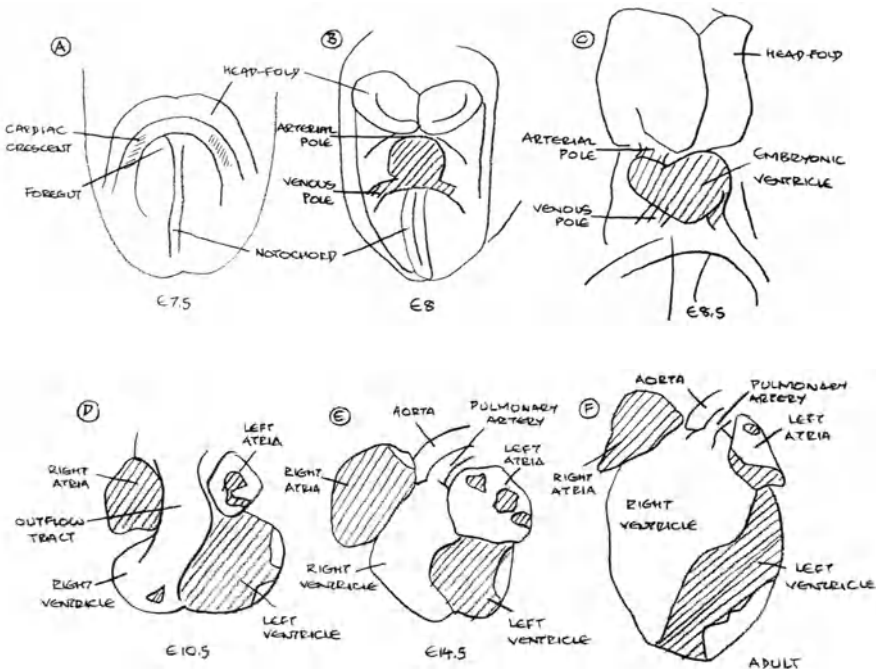 A
HEAD-FOLD
CARDIAC
CRESCENT
FOREGUT
NOTOCHORD
E7.5
B
ARTERIAL
POLE
VENOUS
POLE
E8
C
HEAD-FOLD
ARTERIAL
POLE
EMBRYONIC
VENTRICLE
VENOUS
POLE
E8.5
D
LEFT
ATRIA
RIGHT
ATRIA
OUTFLOW
TRACT
RIGHT
VENTRICLE
LEFT
VENTRICLE
E10.5
E
AORTA
PULMONARY
ARTERY
LEFT
ATRIA
RIGHT
ATRIA
RIGHT
VENTRICLE
LEFT
VENTRICLE
E14.5
F
AORTA
PULMONARY
ARTERY
LEFT
ATRIA
RIGHT
ATRIA
RIGHT
VENTRICLE
LEFT
VENTRICLE
ADULT